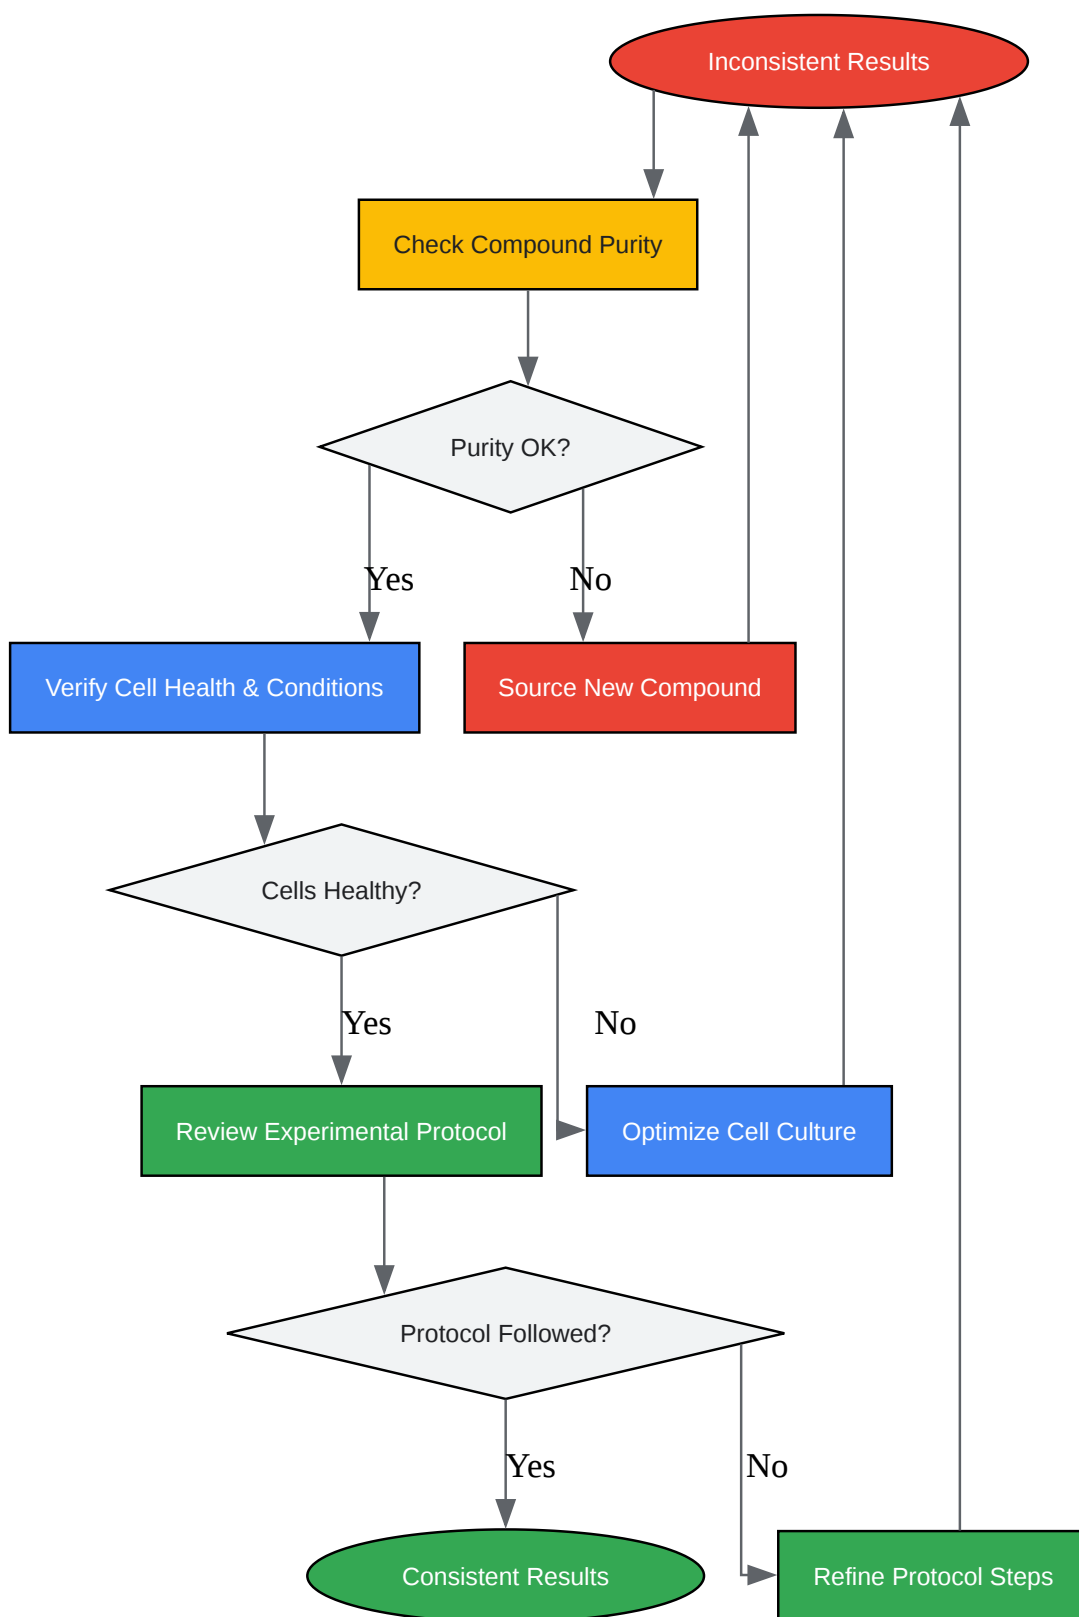 Inconsistent Results
Check Compound Purity
Purity OK?
Yes
No
Verify Cell Health & Conditions
Source New Compound
Cells Healthy?
Yes
No
Review Experimental Protocol
Optimize Cell Culture
Protocol Followed?
Yes
No
Consistent Results
Refine Protocol Steps